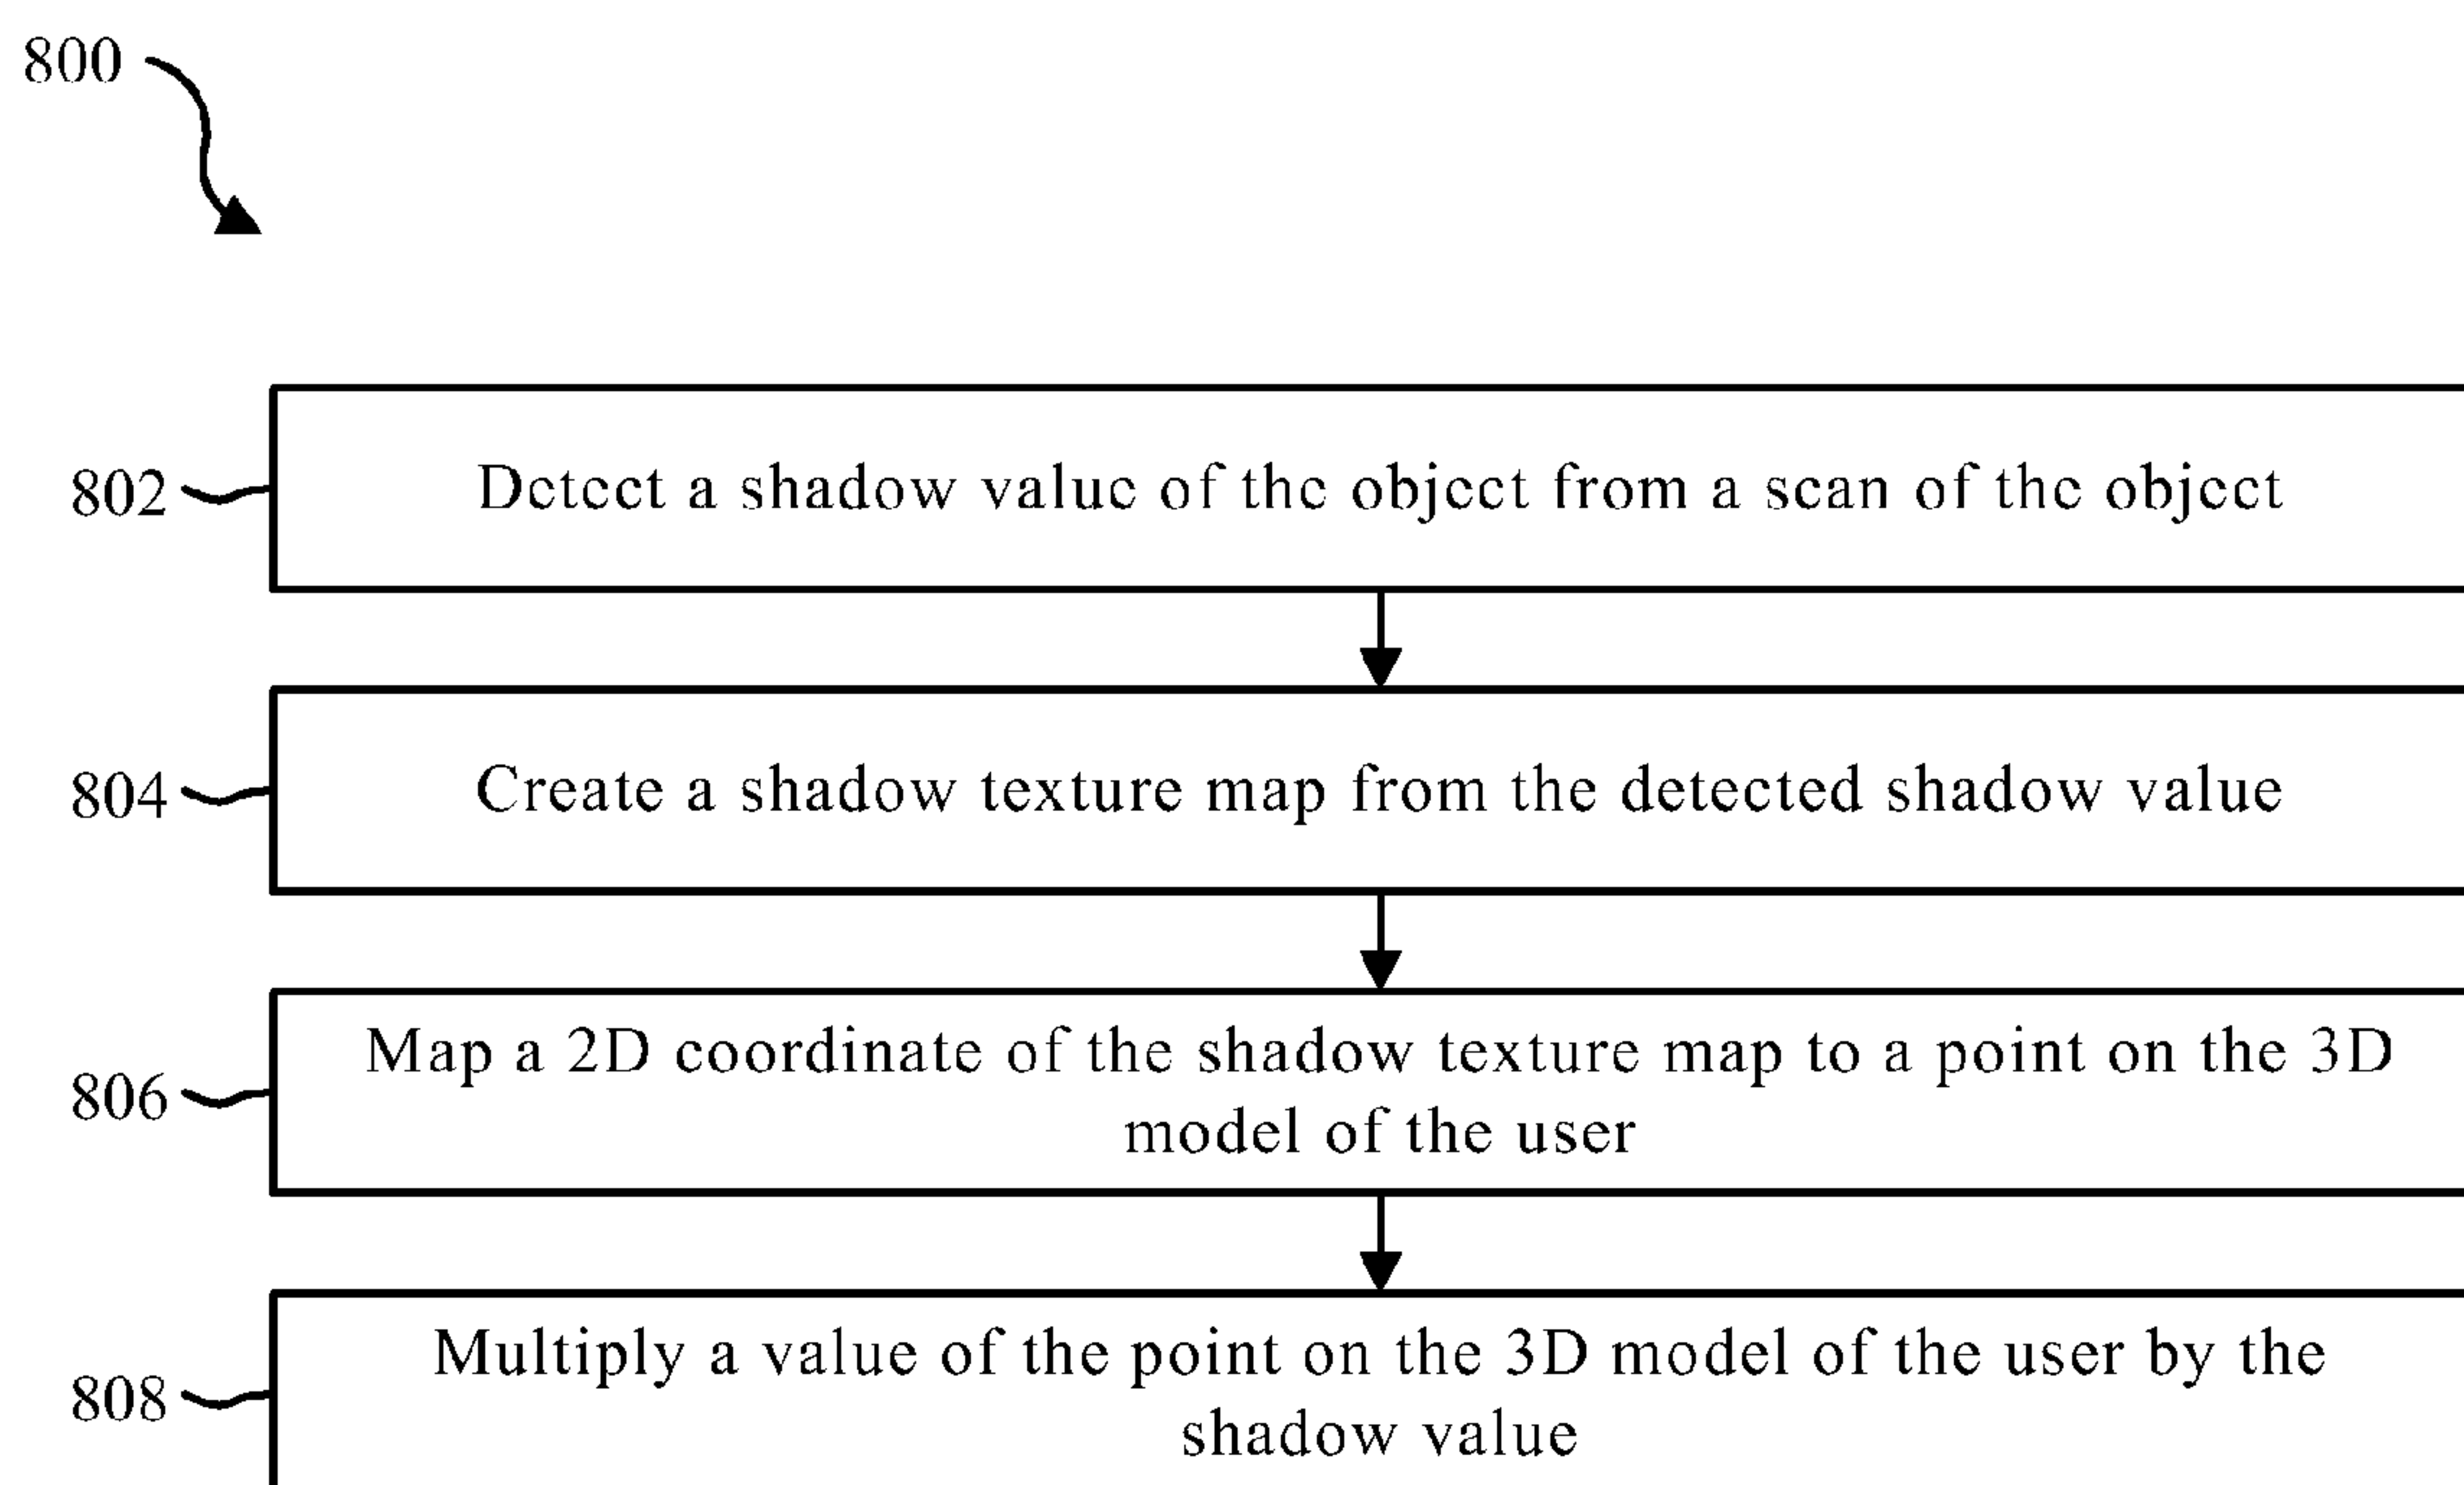 800
802
Detect a shadow value of the object from a scan of the object
804
Create a shadow texture map from the detected shadow value
806
Map a 2D coordinate of the shadow texture map to a point on the 3D
model of the user
808
Multiply a value of the point on the 3D model of the user by the
shadow value